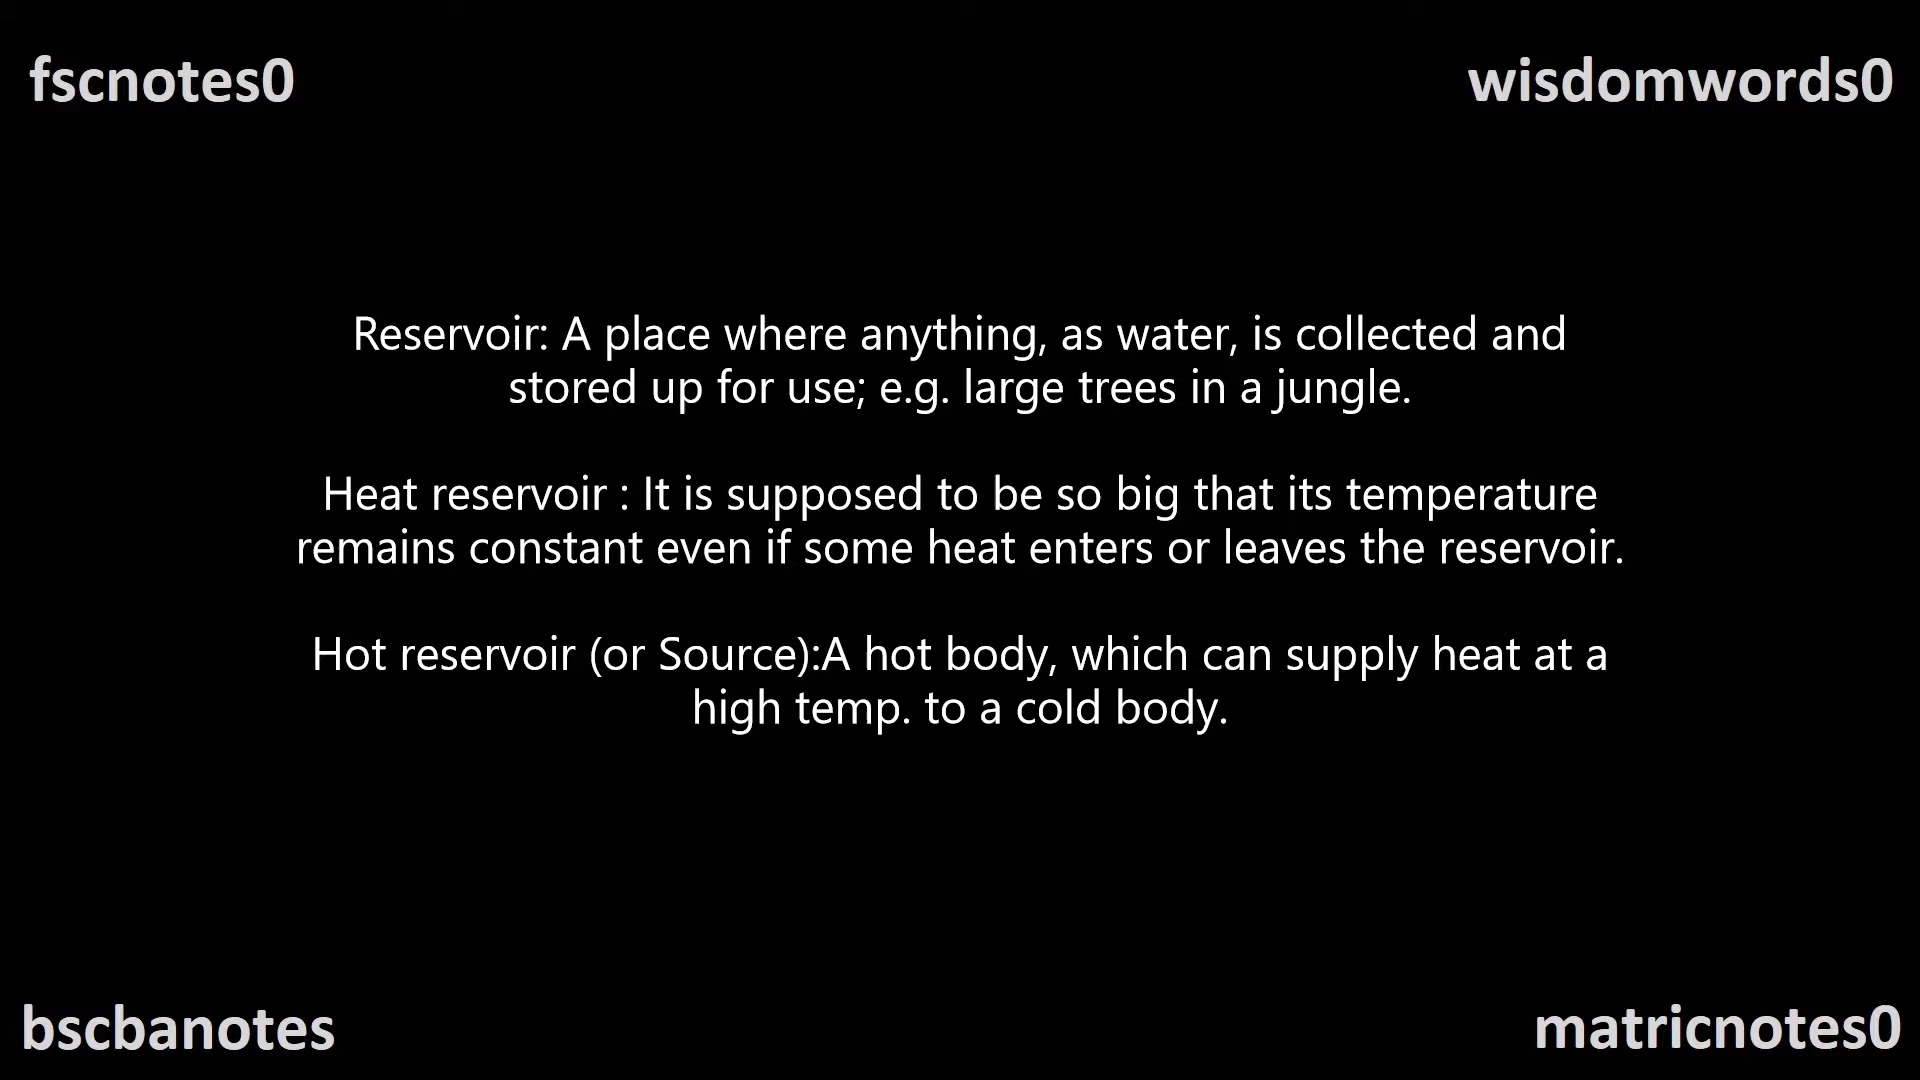 fscnotes0
wisdomwords0
Reservoir: A place where anything, as water, is collected and
stored up for use; e.g. large trees in a jungle.
Heat reservoir : It is supposed to be so big that its temperature
remains constant even if some heat enters or leaves the reservoir.
Hot reservoir (or Source):A hot body, which can supply heat at a
high temp. to a cold body.
bscbanotes
matricnotes0